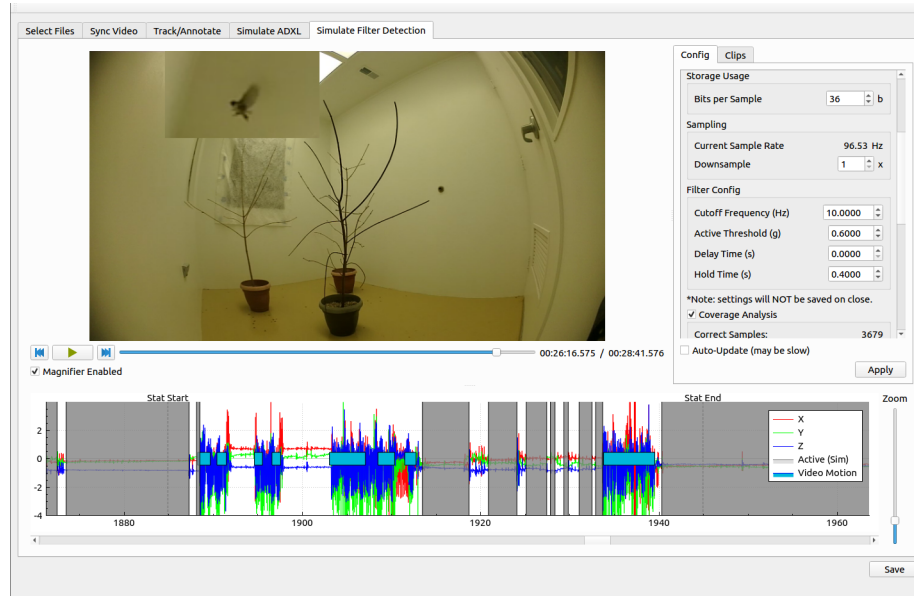 Select Files Sync Video Track/Annotate Simulate ADXL Simulate Filter Detection
Config Clips
Storage Usage
Bits per Sample 36 b
Sampling
Current Sample Rate 96.53 Hz
Downsample 1 x
Filter Config
Cutoff Frequency (Hz) 10.0000
Active Threshold (g) 0.6000
Delay Time (s) 0.0000
Hold Time (s) 0.4000
*Note: settings will NOT be saved on close.
Coverage Analysis
Correct Samples: 3679
Auto-Update (may be slow)
Apply
00:26:16.575 / 00:28:41.576
Magnifier Enabled
Stat Start Stat End Zoom
2
0
-2
-4
X
Y
Z
Active (Sim)
Video Motion
1880 1900 1920 1940 1960
Save